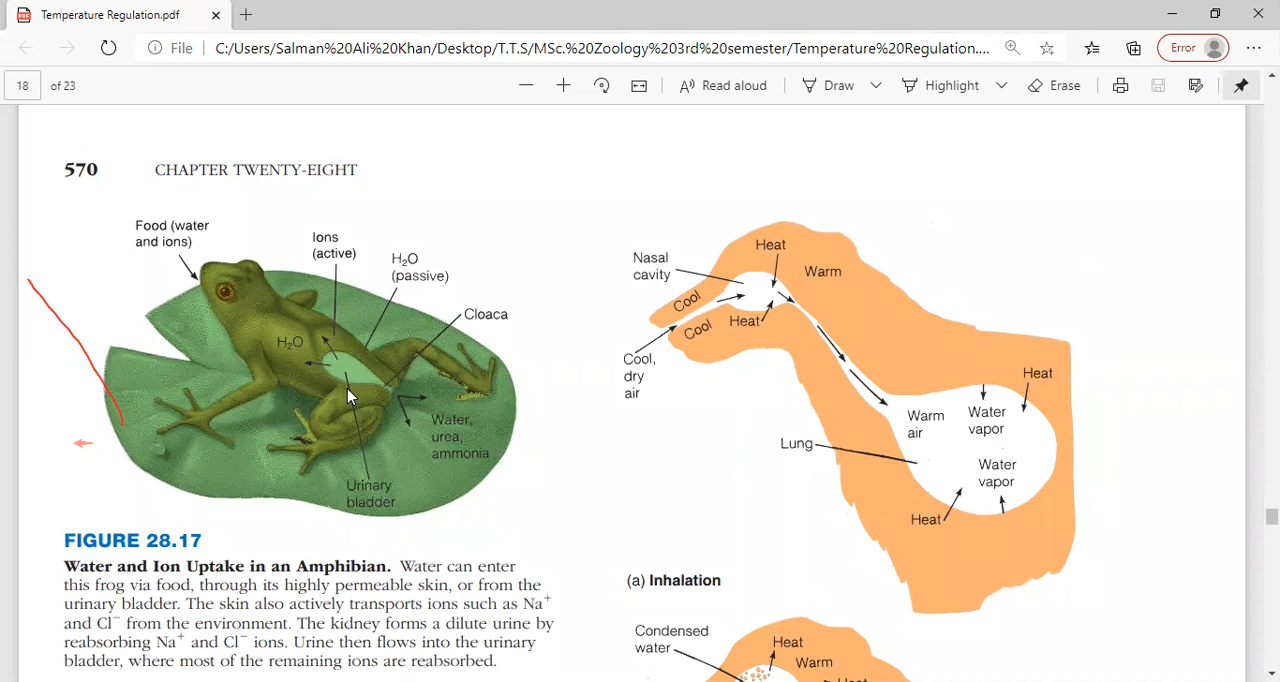 Temperature Regulation.pdf
File
C:/Users/Salman%20Ali%20Khan/Desktop/T.T.S/MSc.%20Zoology%203rd%20semester/Temperature%20Regulation....
Error
18 of 23
Read aloud
Draw
Highlight
Erase
570 CHAPTER TWENTY-EIGHT
Food (water
and ions)
Ions
(active)
H₂O
(passive)
Cloaca
H₂O
Water,
urea,
ammonia
Urinary
bladder
FIGURE 28.17
Water and Ion Uptake in an Amphibian. Water can enter
this frog via food, through its highly permeable skin, or from the
urinary bladder. The skin also actively transports ions such as Na⁺
and Cl⁻ from the environment. The kidney forms a dilute urine by
reabsorbing Na⁺ and Cl⁻ ions. Urine then flows into the urinary
bladder, where most of the remaining ions are reabsorbed.
Nasal
cavity
Heat
Warm
Cool
Cool
Heat
Cool,
dry
air
Heat
Warm
air
Water
vapor
Lung
Water
vapor
Heat
(a) Inhalation
Condensed
water
Heat
Warm
Heat